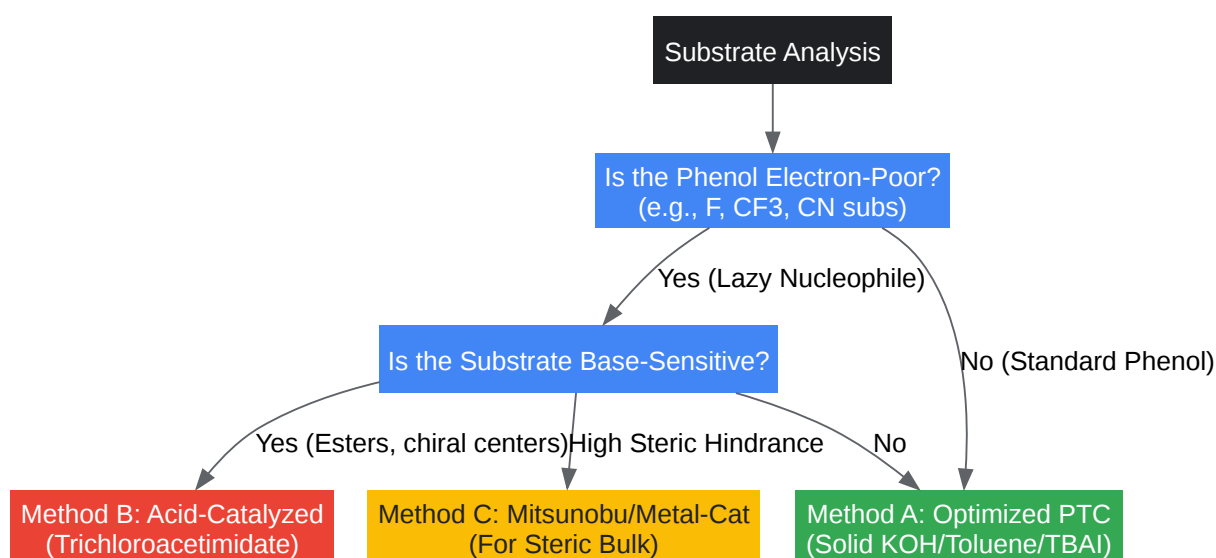 Substrate Analysis
Is the Phenol Electron-Poor?
(e.g., F, CF3, CN subs)
Yes (Lazy Nucleophile)
No (Standard Phenol)
Is the Substrate Base-Sensitive?
Yes (Esters, chiral centers)
High Steric Hindrance
No
Method B: Acid-Catalyzed
(Trichloroacetimidate)
Method C: Mitsunobu/Metal-Cat
(For Steric Bulk)
Method A: Optimized PTC
(Solid KOH/Toluene/TBAI)